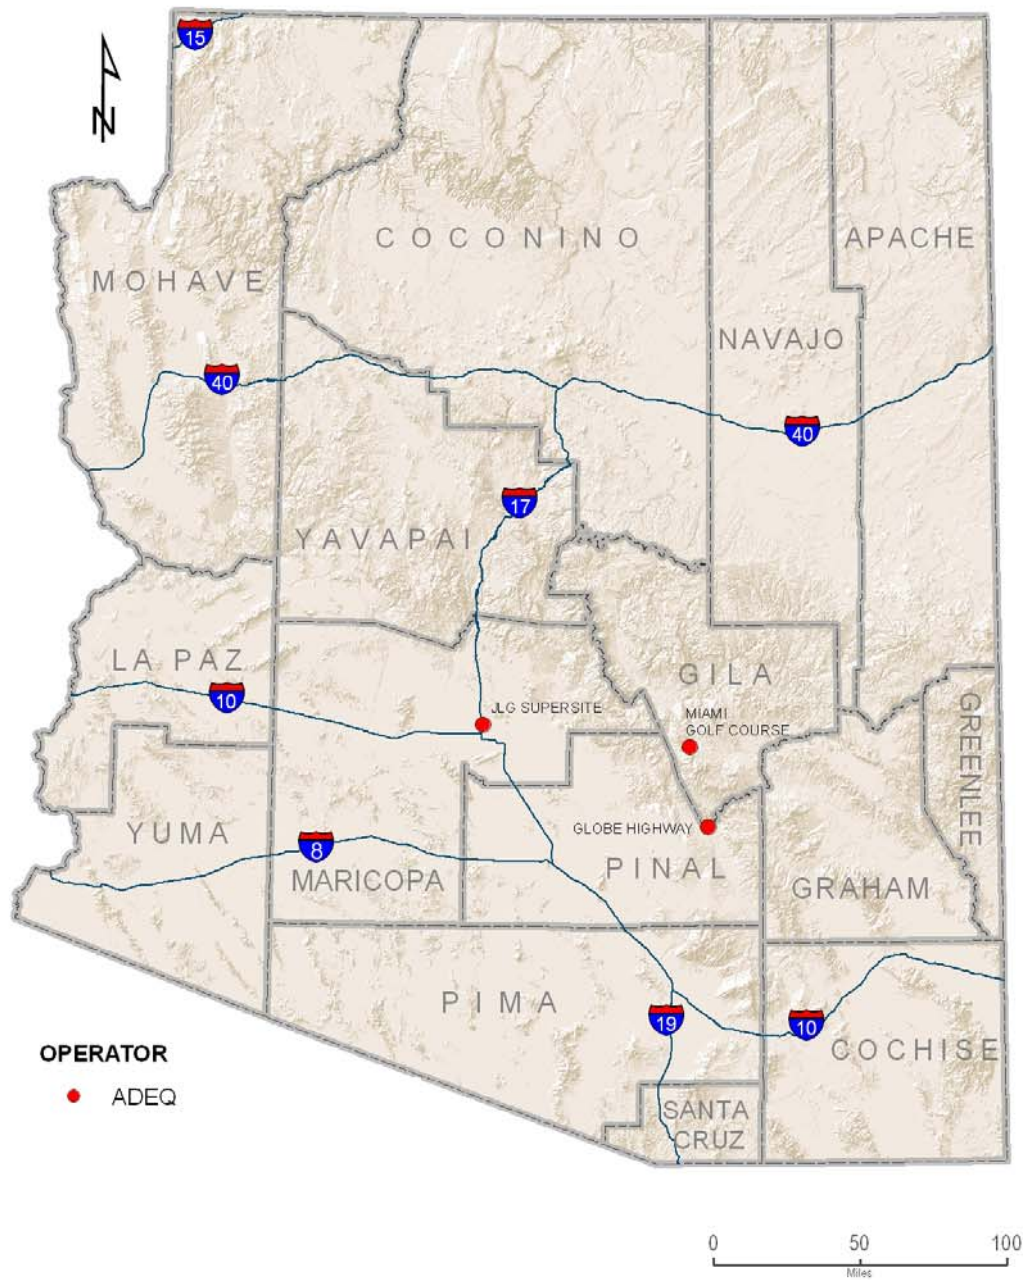 15
N
COCONINO
APACHE
MOHAVE
NAVAJO
40
40
17
YAVAPAI
LA PAZ
GILA
10
JLG SUPERSITE
MIAMI
GOLF COURSE
GREENLEE
YUMA
GLOBE HIGHWAY
8
PINAL
MARICOPA
GRAHAM
PIMA
19
10
OPERATOR
COCHISE
ADEQ
SANTA
CRUZ
0 50 100
Miles